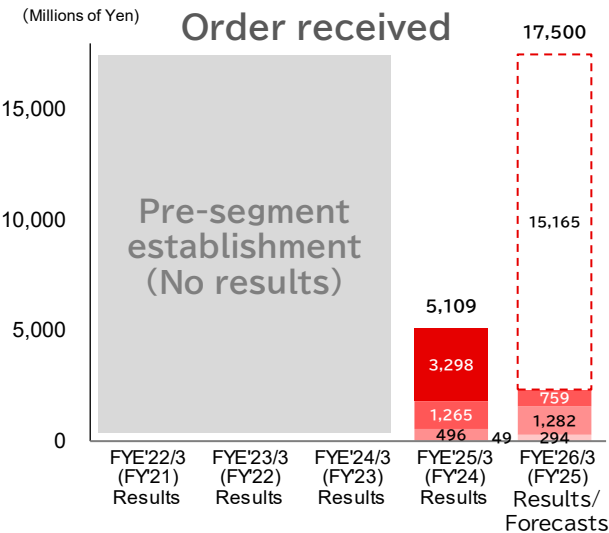 (Millions of Yen)
Order received
17,500
15,000
10,000
5,000
0
Pre-segment
establishment
(No results)
5,109
3,298
1,265
496
49
15,165
759
1,282
294
FYE'22/3
(FY'21)
Results
FYE'23/3
(FY'22)
Results
FYE'24/3
(FY'23)
Results
FYE'25/3
(FY'24)
Results
FYE'26/3
(FY'25)
Results/
Forecasts